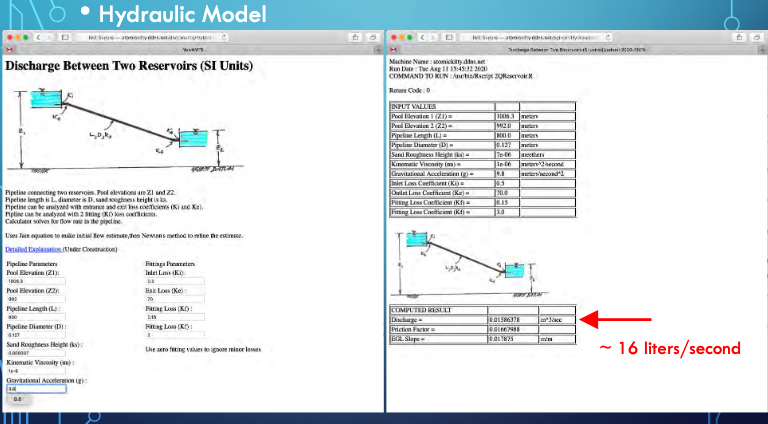 • Hydraulic Model
Discharge Between Two Reservoirs (SI Units)
Pipeline connecting two reservoirs. Pool elevations are Z1 and Z2.
Pipeline length is L, diameter is D, sand roughness height is ks.
Pipeline can be analyzed with entrance and exit loss coefficients (Ki and Ke).
Pipline can be analyzed with 2 fitting (Kf) loss coefficients.
Calculator solves for flow rate in the pipeline.
Uses Jain equation to make initial flow estimate,then Newtons method to refine the estimate.
Detailed Explaination (Under Construction)
Pipeline Parameters
Pool Elevation (Z1):
1006.3
Pool Elevation (Z2):
992
Pipeline Length (L) :
800
Pipeline Diameter (D) :
0.127
Sand Roughness Height (ks) :
0.000007
Kinematic Viscosity (nu) :
1e-6
Gravitational Acceleration (g) :
9.8
9.8
Fittings Parameters
Inlet Loss (Ki):
Exit Loss (Ke) :
70
Fitting Loss (Kf) :
0.15
Fitting Loss (Kf) :
3
Use zero fitting values to ignore minor losses
Machine Name : atomickitty.ddns.net
Run Date : Tue Aug 11 15:45:32 2020
COMMAND TO RUN : /usr/bin/Rscript 2QReservoir.R
Return Code : 0
INPUT VALUES
Pool Elevation 1 (Z1) = 1006.3 meters
Pool Elevation 2 (Z2) = 992.0 meters
Pipeline Length (L) = 800.0 meters
Pipeline Diameter (D) = 0.127 meters
Sand Roughness Height (ks) = 7e-06 meethers
Kinematic Viscosity (nu) = 1e-06 meters^2/second
Gravitational Acceleration (g) = 9.8 meters/second^2
Inlet Loss Coefficient (Ki) = 0.5
Outlet Loss Coefficient (Ke) = 70.0
Fitting Loss Coefficient (Kf) = 0.15
Fitting Loss Coefficient (Kf) = 3.0
COMPUTED RESULT
Discharge = 0.01586378 m^3/sec
Friction Factor = 0.01667988
EGL Slope = 0.017875 m/m
~ 16 liters/second